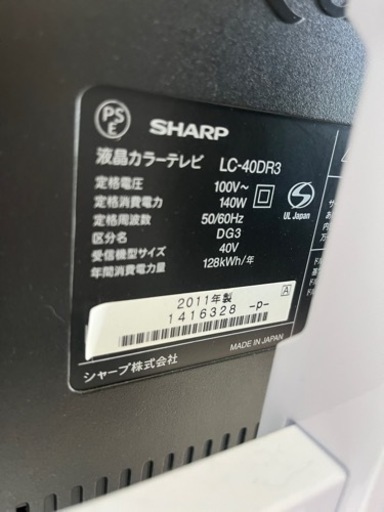 PSE
SHARP
液晶カラーテレビ LC-40DR3
定格電圧 100V~
定格消費電力 140W
定格周波数 50/60Hz
区分名 DG3
受信機型サイズ 40V
年間消費電力量 128kWh/年
UL Japan
2011年製 A
1416328 -P-
シャープ株式会社
MADE IN JAPAN